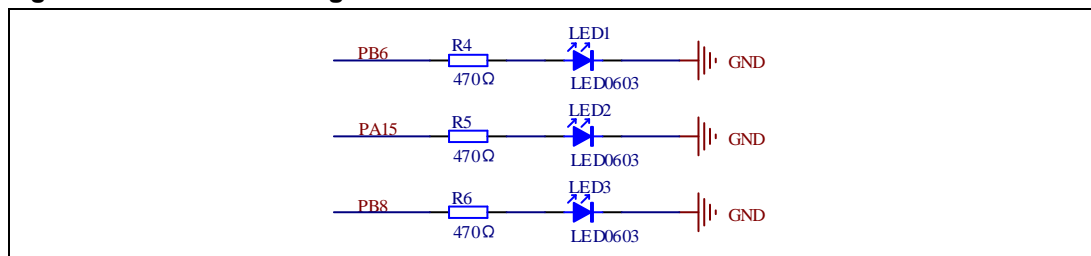 LED1
PB6 R4 GND
470Ω LED0603
LED2
PA15 R5 GND
470Ω LED0603
LED3
PB8 R6 GND
470Ω LED0603